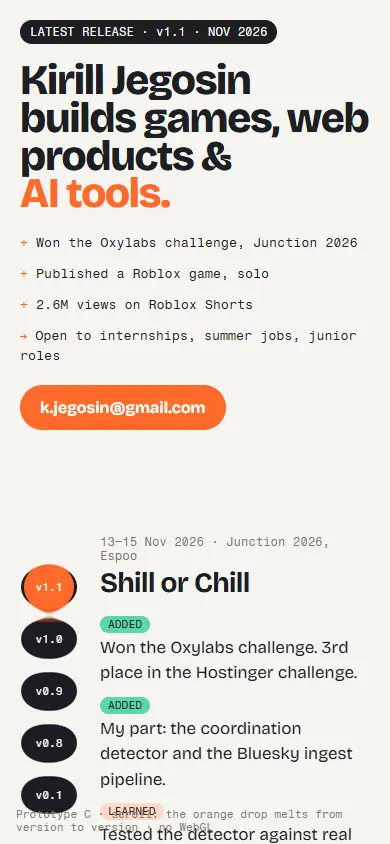 LATEST RELEASE · v1.1 · NOV 2026
Kirill Jegosin
builds games, web
products &
AI tools.
+ Won the Oxylabs challenge, Junction 2026
+ Published a Roblox game, solo
+ 2.6M views on Roblox Shorts
→ Open to internships, summer jobs, junior
roles
k.jegosin@gmail.com
13–15 Nov 2026 · Junction 2026,
Espoo
v1.1
Shill or Chill
ADDED
v1.0
Won the Oxylabs challenge. 3rd
place in the Hostinger challenge.
v0.9
ADDED
My part: the coordination
v0.8
detector and the Bluesky ingest
pipeline.
v0.1
LEARNED
Prototype C · scroll: the orange drop melts from
version to version · no WebGL
Tested the detector against real